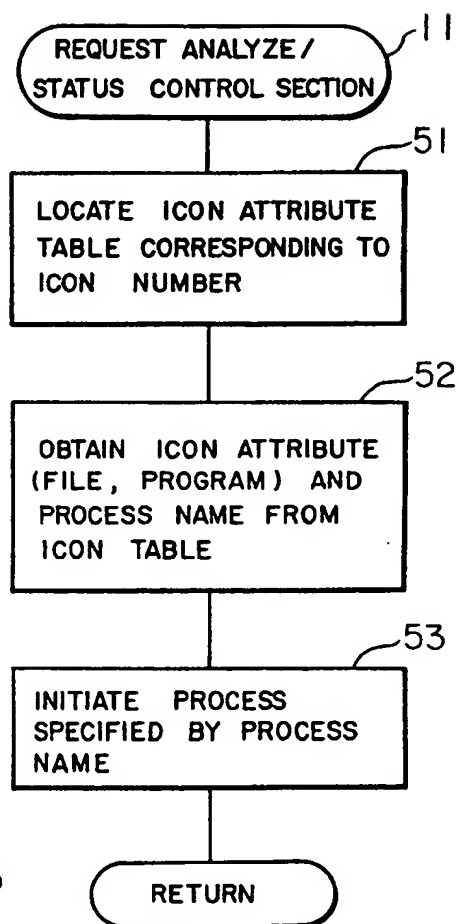 REQUEST ANALYZE/
STATUS CONTROL SECTION
11
51
LOCATE ICON ATTRIBUTE
TABLE CORRESPONDING TO
ICON NUMBER
52
OBTAIN ICON ATTRIBUTE
(FILE, PROGRAM) AND
PROCESS NAME FROM
ICON TABLE
53
INITIATE PROCESS
SPECIFIED BY PROCESS
NAME
RETURN